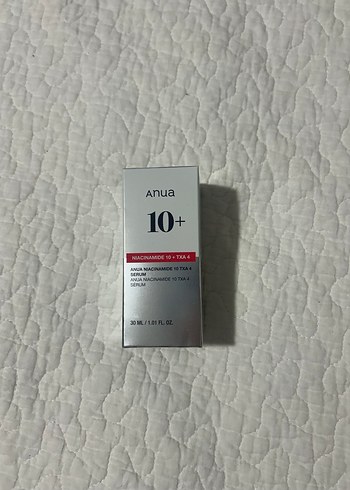 Anua
10+
NIACINAMIDE 10 + TXA 4
ANUA NIACINAMIDE 10 TXA 4
SERUM
ANUA NIACINAMIDE 10 TXA 4
SÉRUM
30 ML / 1.01 FL. OZ.